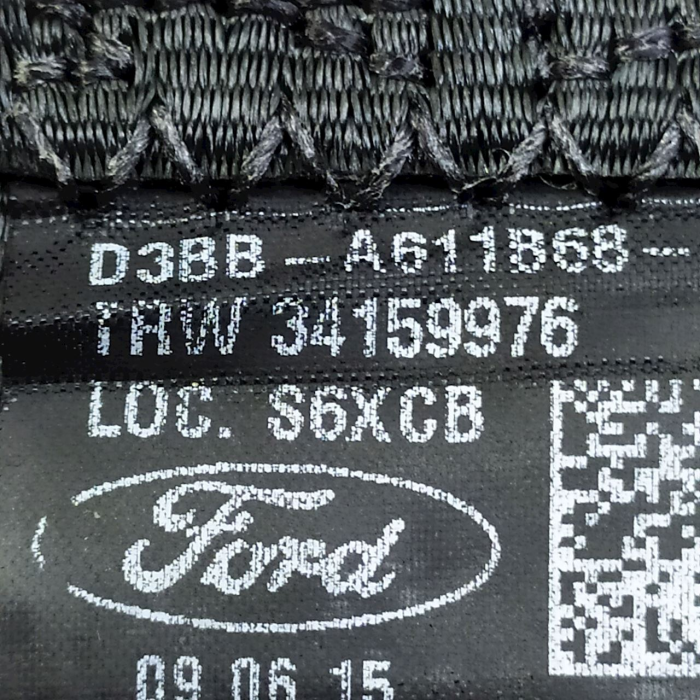 D3BB - A611B68-
TRW 34159976
LOC. S6XCB
Ford
09.06.15